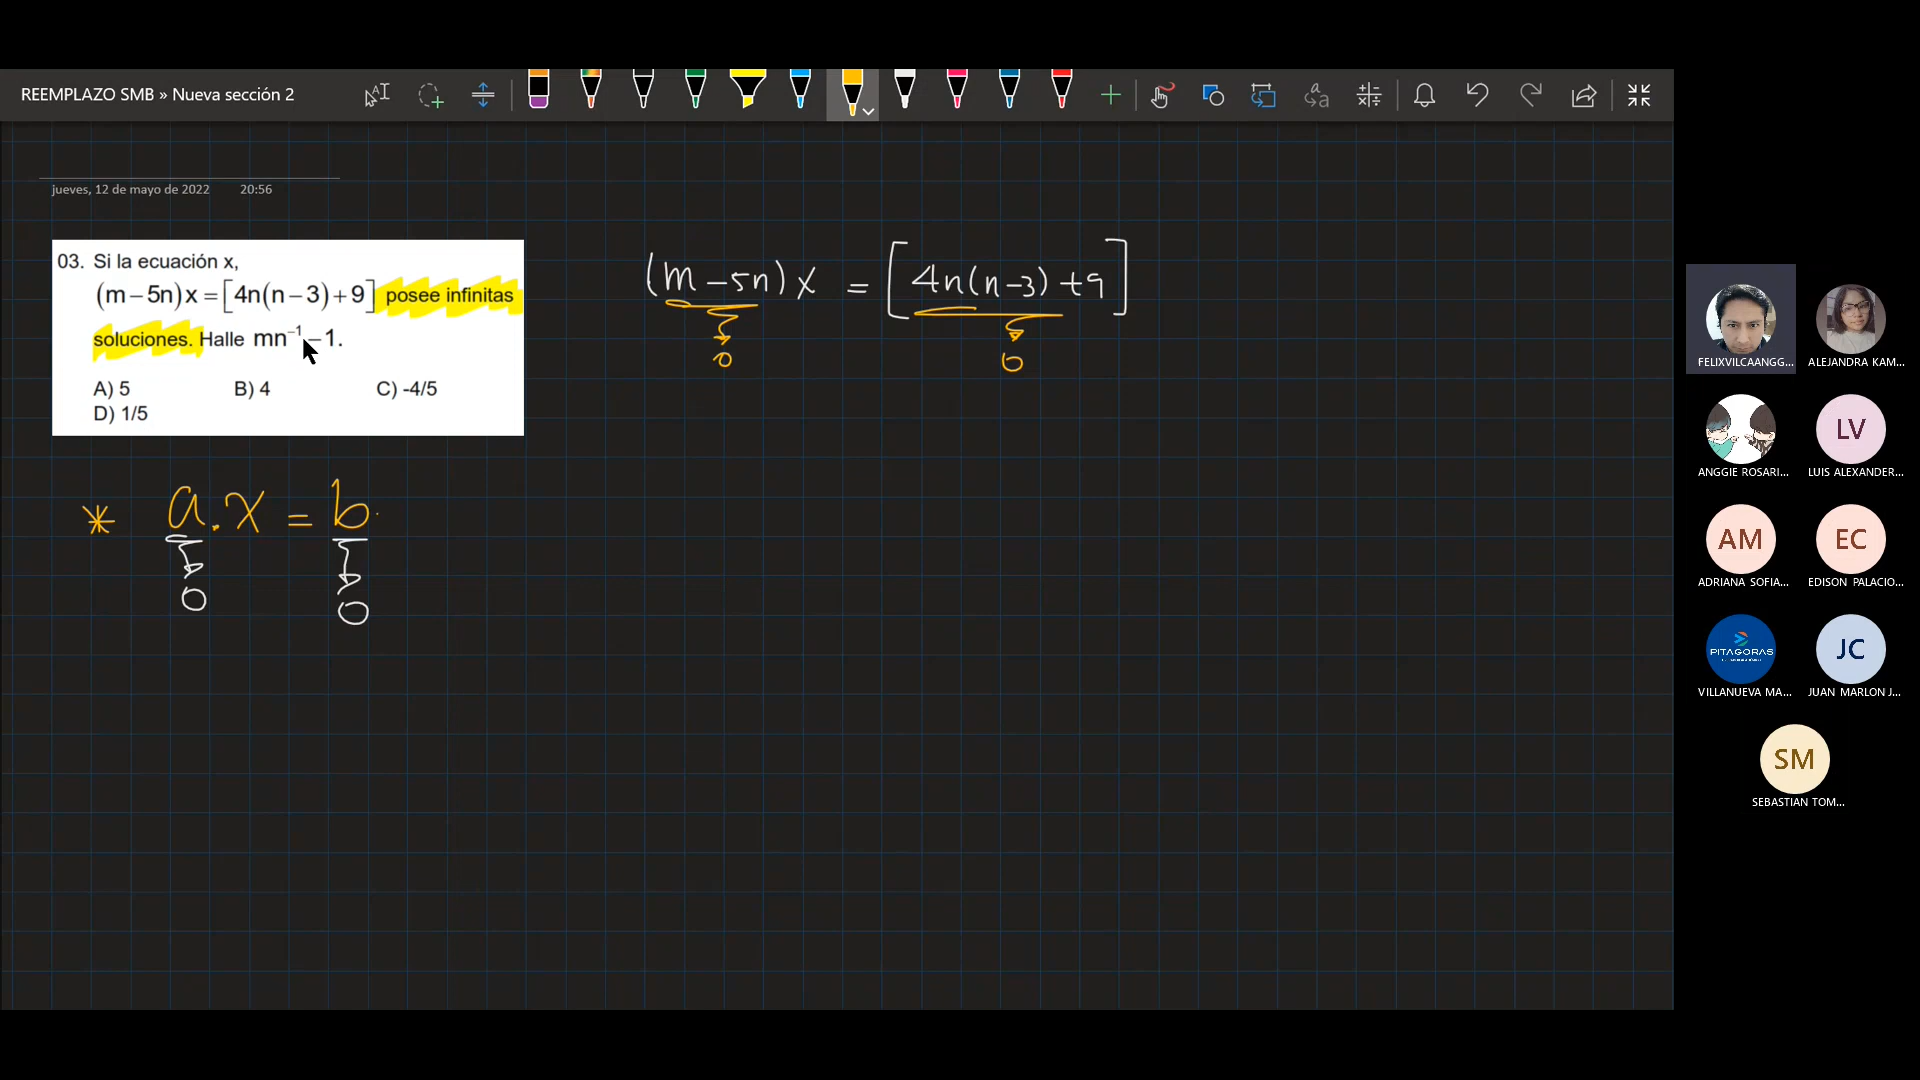 REEMPLAZO SMB » Nueva sección 2
jueves, 12 de mayo de 2022 20:56
03. Si la ecuación x,
(m−5n)x=[4n(n−3)+9] posee infinitas
soluciones. Halle mn⁻¹−1.
A) 5 B) 4 C) -4/5
D) 1/5
(m−5n)x = [4n(n−3)+9]
0 0
* a.x = b.
0 0
FELIXVILCAANGG... ALEJANDRA KAM...
LV
ANGGIE ROSARI... LUIS ALEXANDER...
AM EC
ADRIANA SOFIA... EDISON PALACIO...
PITAGORAS JC
VILLANUEVA MA... JUAN MARLON J...
SM
SEBASTIAN TOM...